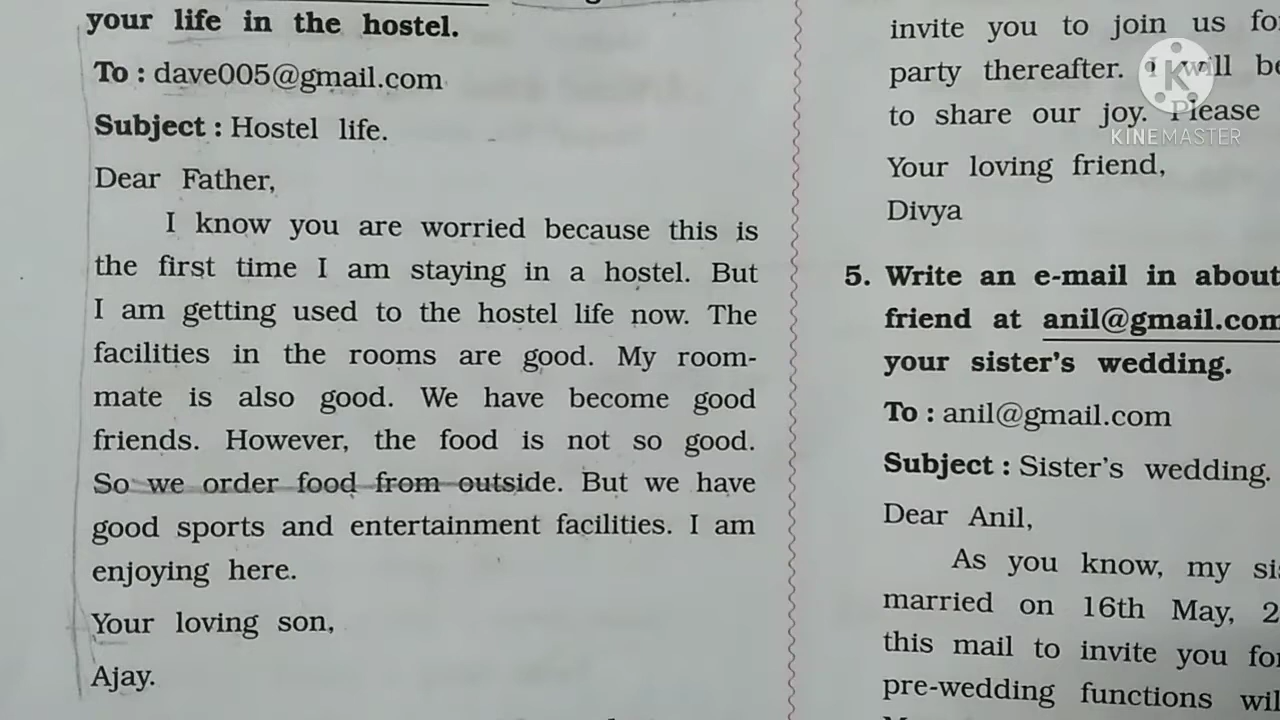 your life in the hostel.
To : dave005@gmail.com
Subject : Hostel life.
Dear Father,
I know you are worried because this is
the first time I am staying in a hostel. But
I am getting used to the hostel life now. The
facilities in the rooms are good. My room-
mate is also good. We have become good
friends. However, the food is not so good.
So we order food from outside. But we have
good sports and entertainment facilities. I am
enjoying here.
Your loving son,
Ajay.
invite you to join us
party thereafter. I will
to share our joy. Please
Your loving friend,
Divya
5. Write an e-mail in about
friend at anil@gmail.com
your sister's wedding.
To : anil@gmail.com
Subject : Sister's wedding.
Dear Anil,
As you know, my
married on 16th May,
this mail to invite you
pre-wedding functions
K
KINEMASTER